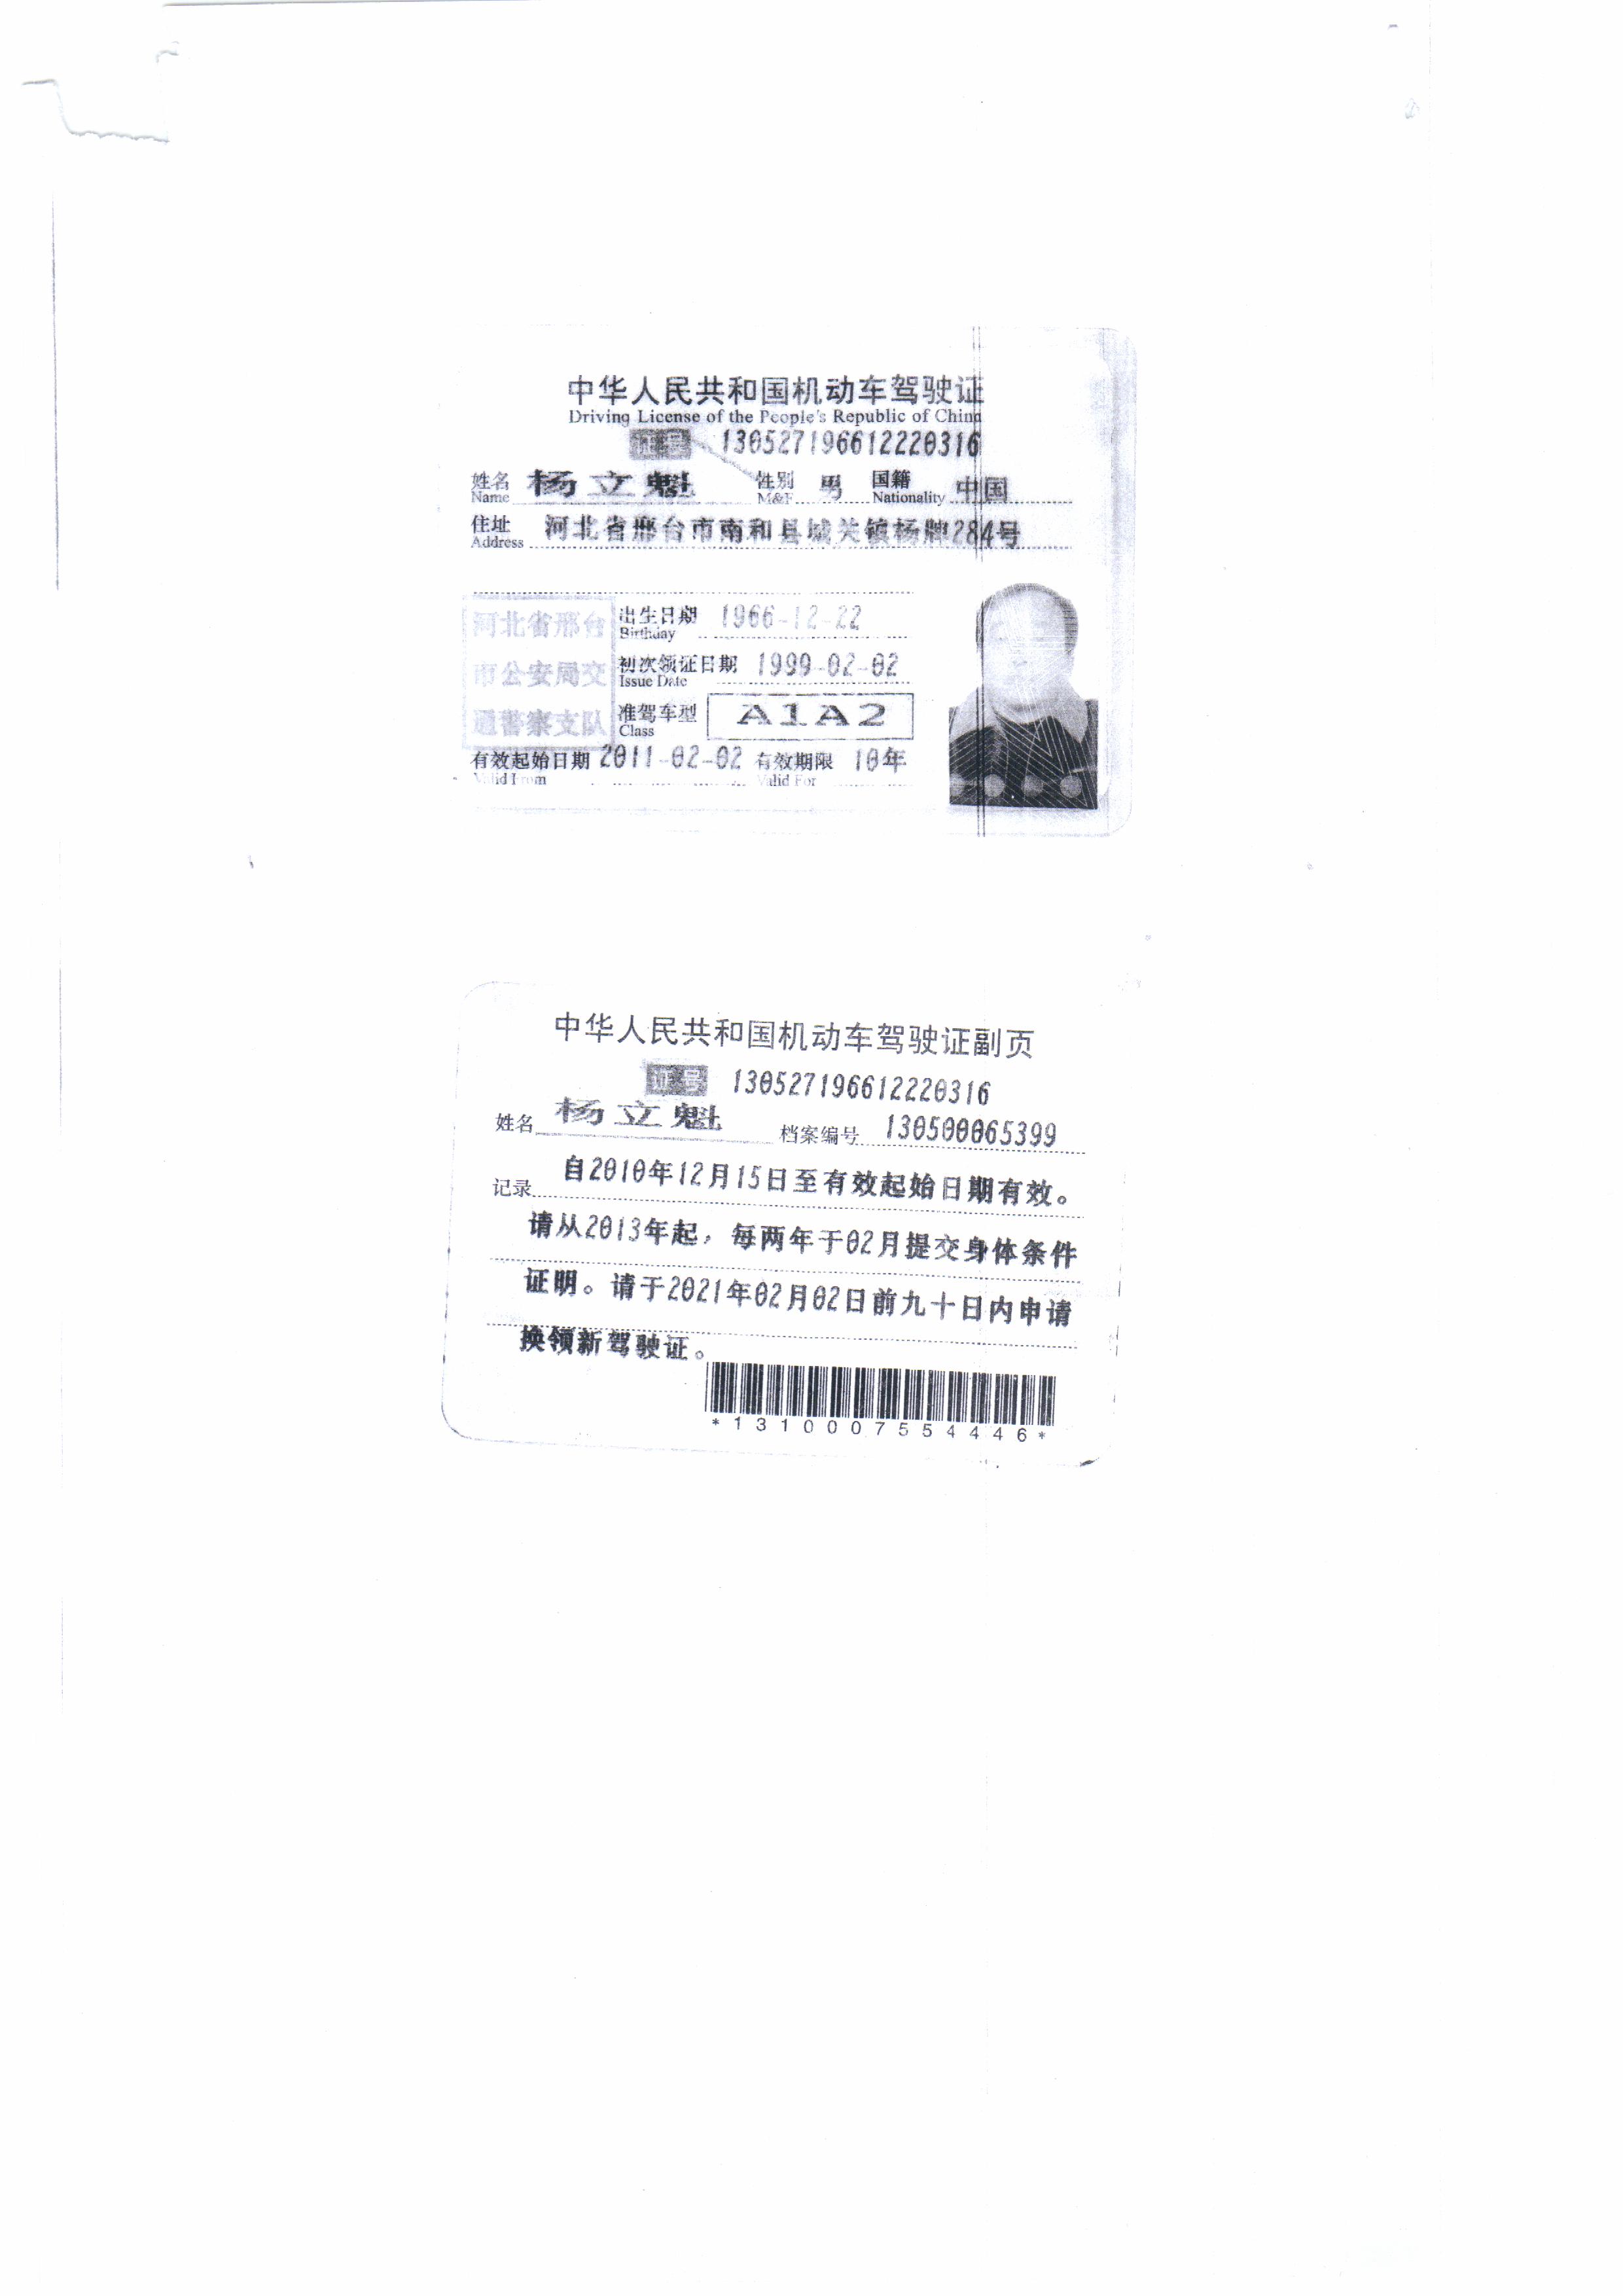 中华人民共和国机动车驾驶证
Driving License of the People's Republic of China
证号 130527196612220316
姓名 杨立魁 性别 男 国籍 中国
Name M&F Nationality
住址 河北省邢台市南和县城关镇杨牌284号
Address
河北省邢台
市公安局交
通警察支队
出生日期 1966-12-22
Birthday
初次领证日期 1999-02-02
Issue Date
准驾车型 A1A2
Class
有效起始日期 2011-02-02 有效期限 10年
Valid From Valid For
中华人民共和国机动车驾驶证副页
证号 130527196612220316
姓名 杨立魁 档案编号 130500065399
记录 自2010年12月15日至有效起始日期有效。
请从2013年起，每两年于02月提交身体条件
证明。请于2021年02月02日前九十日内申请
换领新驾驶证。
*1310007554446*